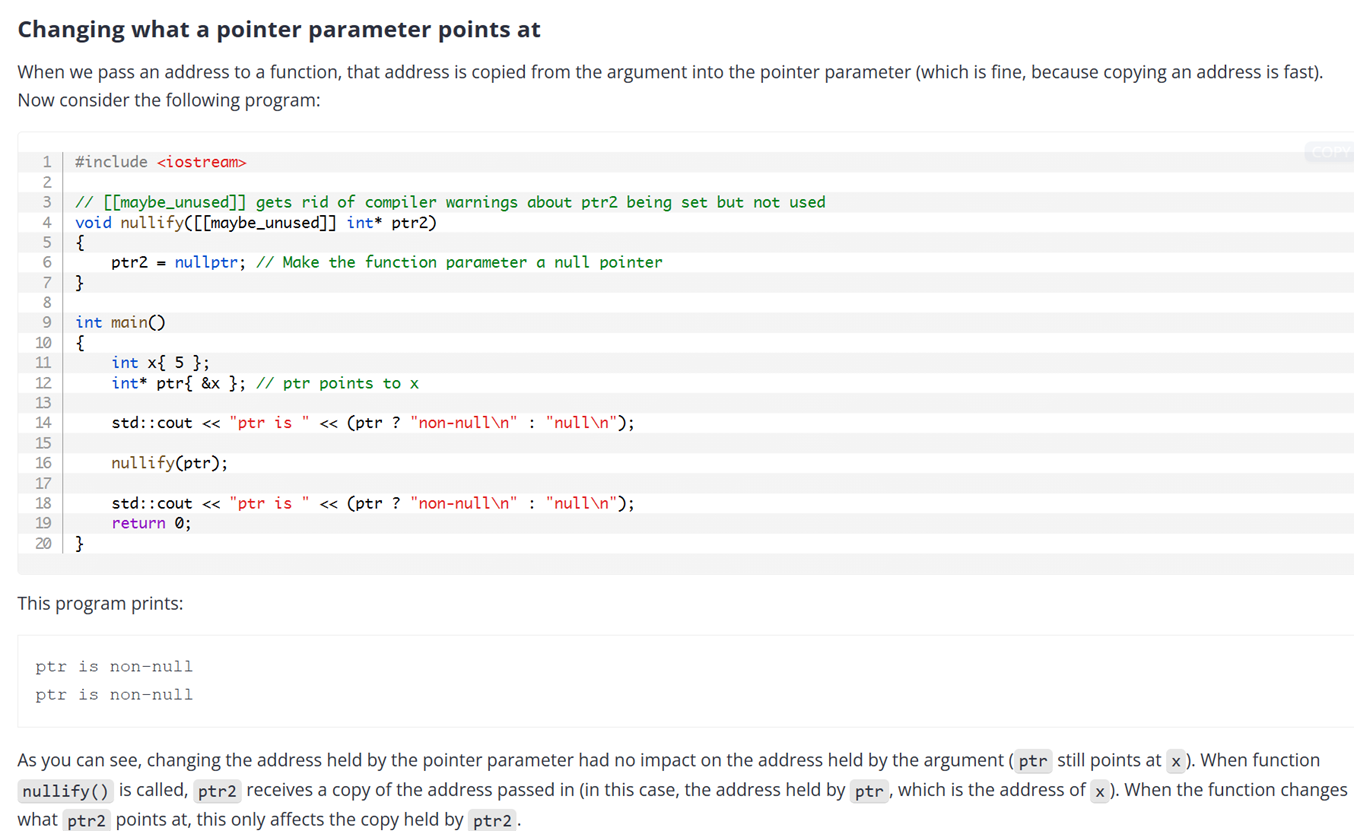 Changing what a pointer parameter points at
When we pass an address to a function, that address is copied from the argument into the pointer parameter (which is fine, because copying an address is fast).
Now consider the following program:
COPY
1 #include <iostream>
2
3 // [[maybe_unused]] gets rid of compiler warnings about ptr2 being set but not used
4 void nullify([[maybe_unused]] int* ptr2)
5 {
6     ptr2 = nullptr; // Make the function parameter a null pointer
7 }
8
9 int main()
10 {
11     int x{ 5 };
12     int* ptr{ &x }; // ptr points to x
13
14     std::cout << "ptr is " << (ptr ? "non-null\n" : "null\n");
15
16     nullify(ptr);
17
18     std::cout << "ptr is " << (ptr ? "non-null\n" : "null\n");
19     return 0;
20 }
This program prints:
ptr is non-null
ptr is non-null
As you can see, changing the address held by the pointer parameter had no impact on the address held by the argument ( ptr still points at x ). When function
nullify() is called, ptr2 receives a copy of the address passed in (in this case, the address held by ptr , which is the address of x ). When the function changes
what ptr2 points at, this only affects the copy held by ptr2 .